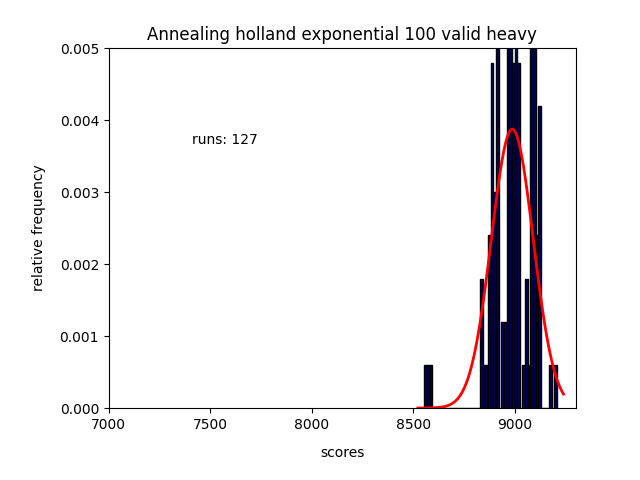 Annealing holland exponential 100 valid heavy
0.005
0.004
0.003
0.002
0.001
0.000
relative frequency
runs: 127
7000 7500 8000 8500 9000
scores